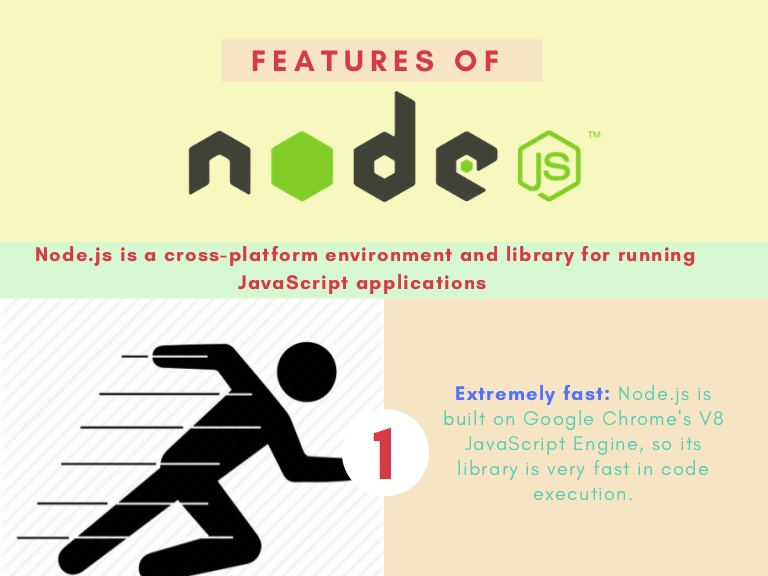 FEATURES OF
node
JS
™
Node.js is a cross-platform environment and library for running
JavaScript applications
1
Extremely fast: Node.js is
built on Google Chrome's V8
JavaScript Engine, so its
library is very fast in code
execution.